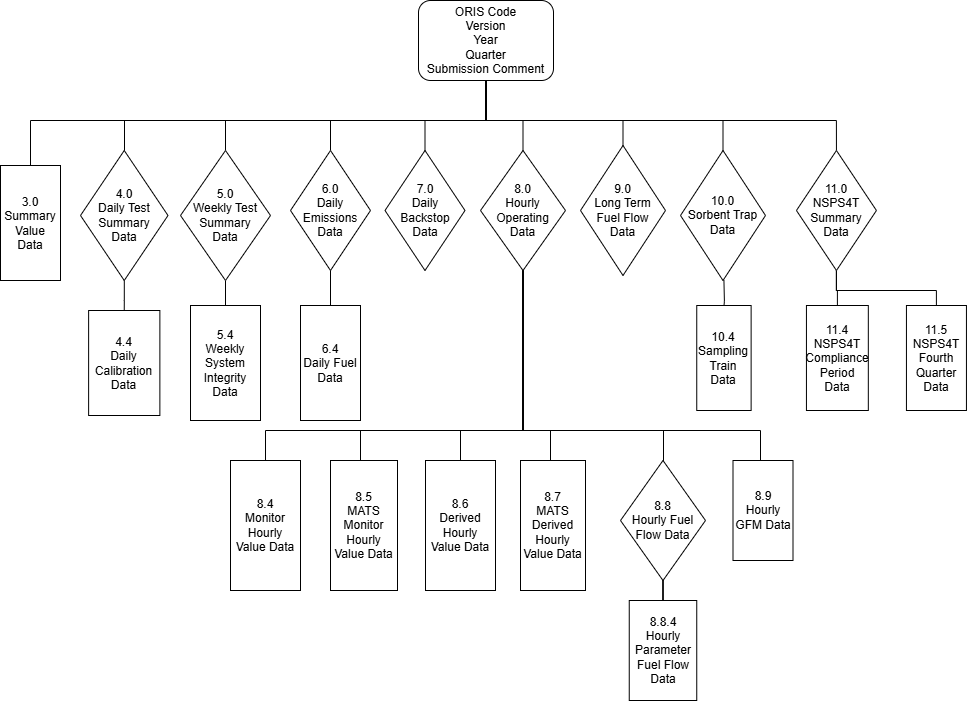 ORIS Code
Version
Year
Quarter
Submission Comment
3.0
Summary
Value
Data
4.0
Daily Test
Summary
Data
5.0
Weekly Test
Summary
Data
6.0
Daily
Emissions
Data
7.0
Daily
Backstop
Data
8.0
Hourly
Operating
Data
9.0
Long Term
Fuel Flow
Data
10.0
Sorbent Trap
Data
11.0
NSPS4T
Summary
Data
4.4
Daily
Calibration
Data
5.4
Weekly
System
Integrity
Data
6.4
Daily Fuel
Data
10.4
Sampling
Train
Data
11.4
NSPS4T
Compliance
Period
Data
11.5
NSPS4T
Fourth
Quarter
Data
8.4
Monitor
Hourly
Value Data
8.5
MATS
Monitor
Hourly
Value Data
8.6
Derived
Hourly
Value Data
8.7
MATS
Derived
Hourly
Value Data
8.8
Hourly Fuel
Flow Data
8.9
Hourly
GFM Data
8.8.4
Hourly
Parameter
Fuel Flow
Data